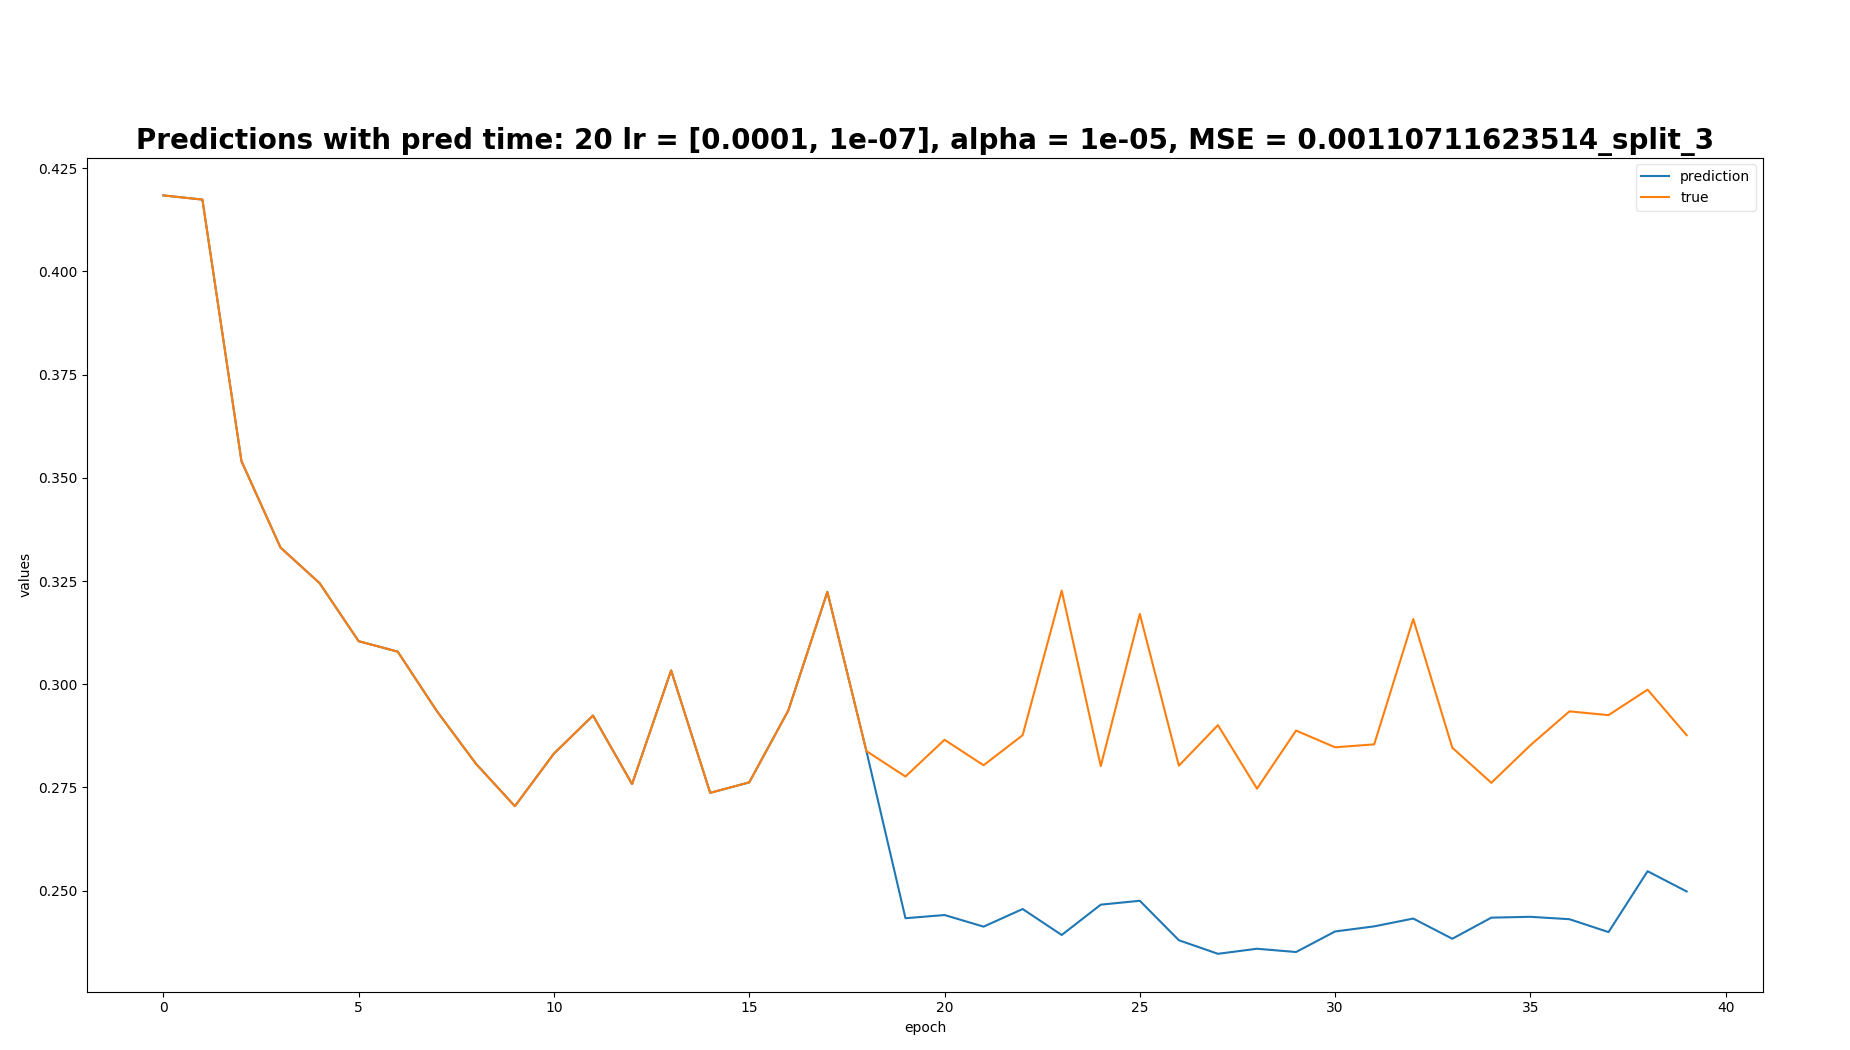 Predictions with pred time: 20 lr = [0.0001, 1e-07], alpha = 1e-05, MSE = 0.00110711623514_split_3
prediction
true
0.425
0.400
0.375
0.350
0.325
0.300
0.275
0.250
values
0 5 10 15 20 25 30 35 40
epoch